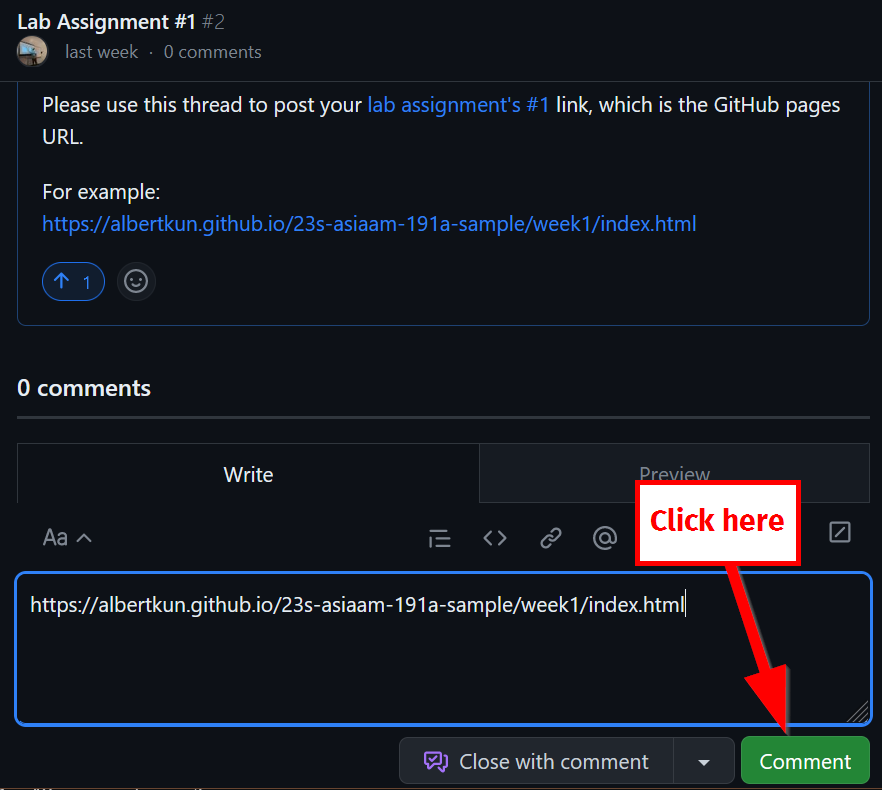 Lab Assignment #1 #2
last week · 0 comments
Please use this thread to post your lab assignment's #1 link, which is the GitHub pages
URL.
For example:
https://albertkun.github.io/23s-asiaam-191a-sample/week1/index.html
1
0 comments
Write
Preview
Click here
Aa
https://albertkun.github.io/23s-asiaam-191a-sample/week1/index.html
Close with comment
Comment